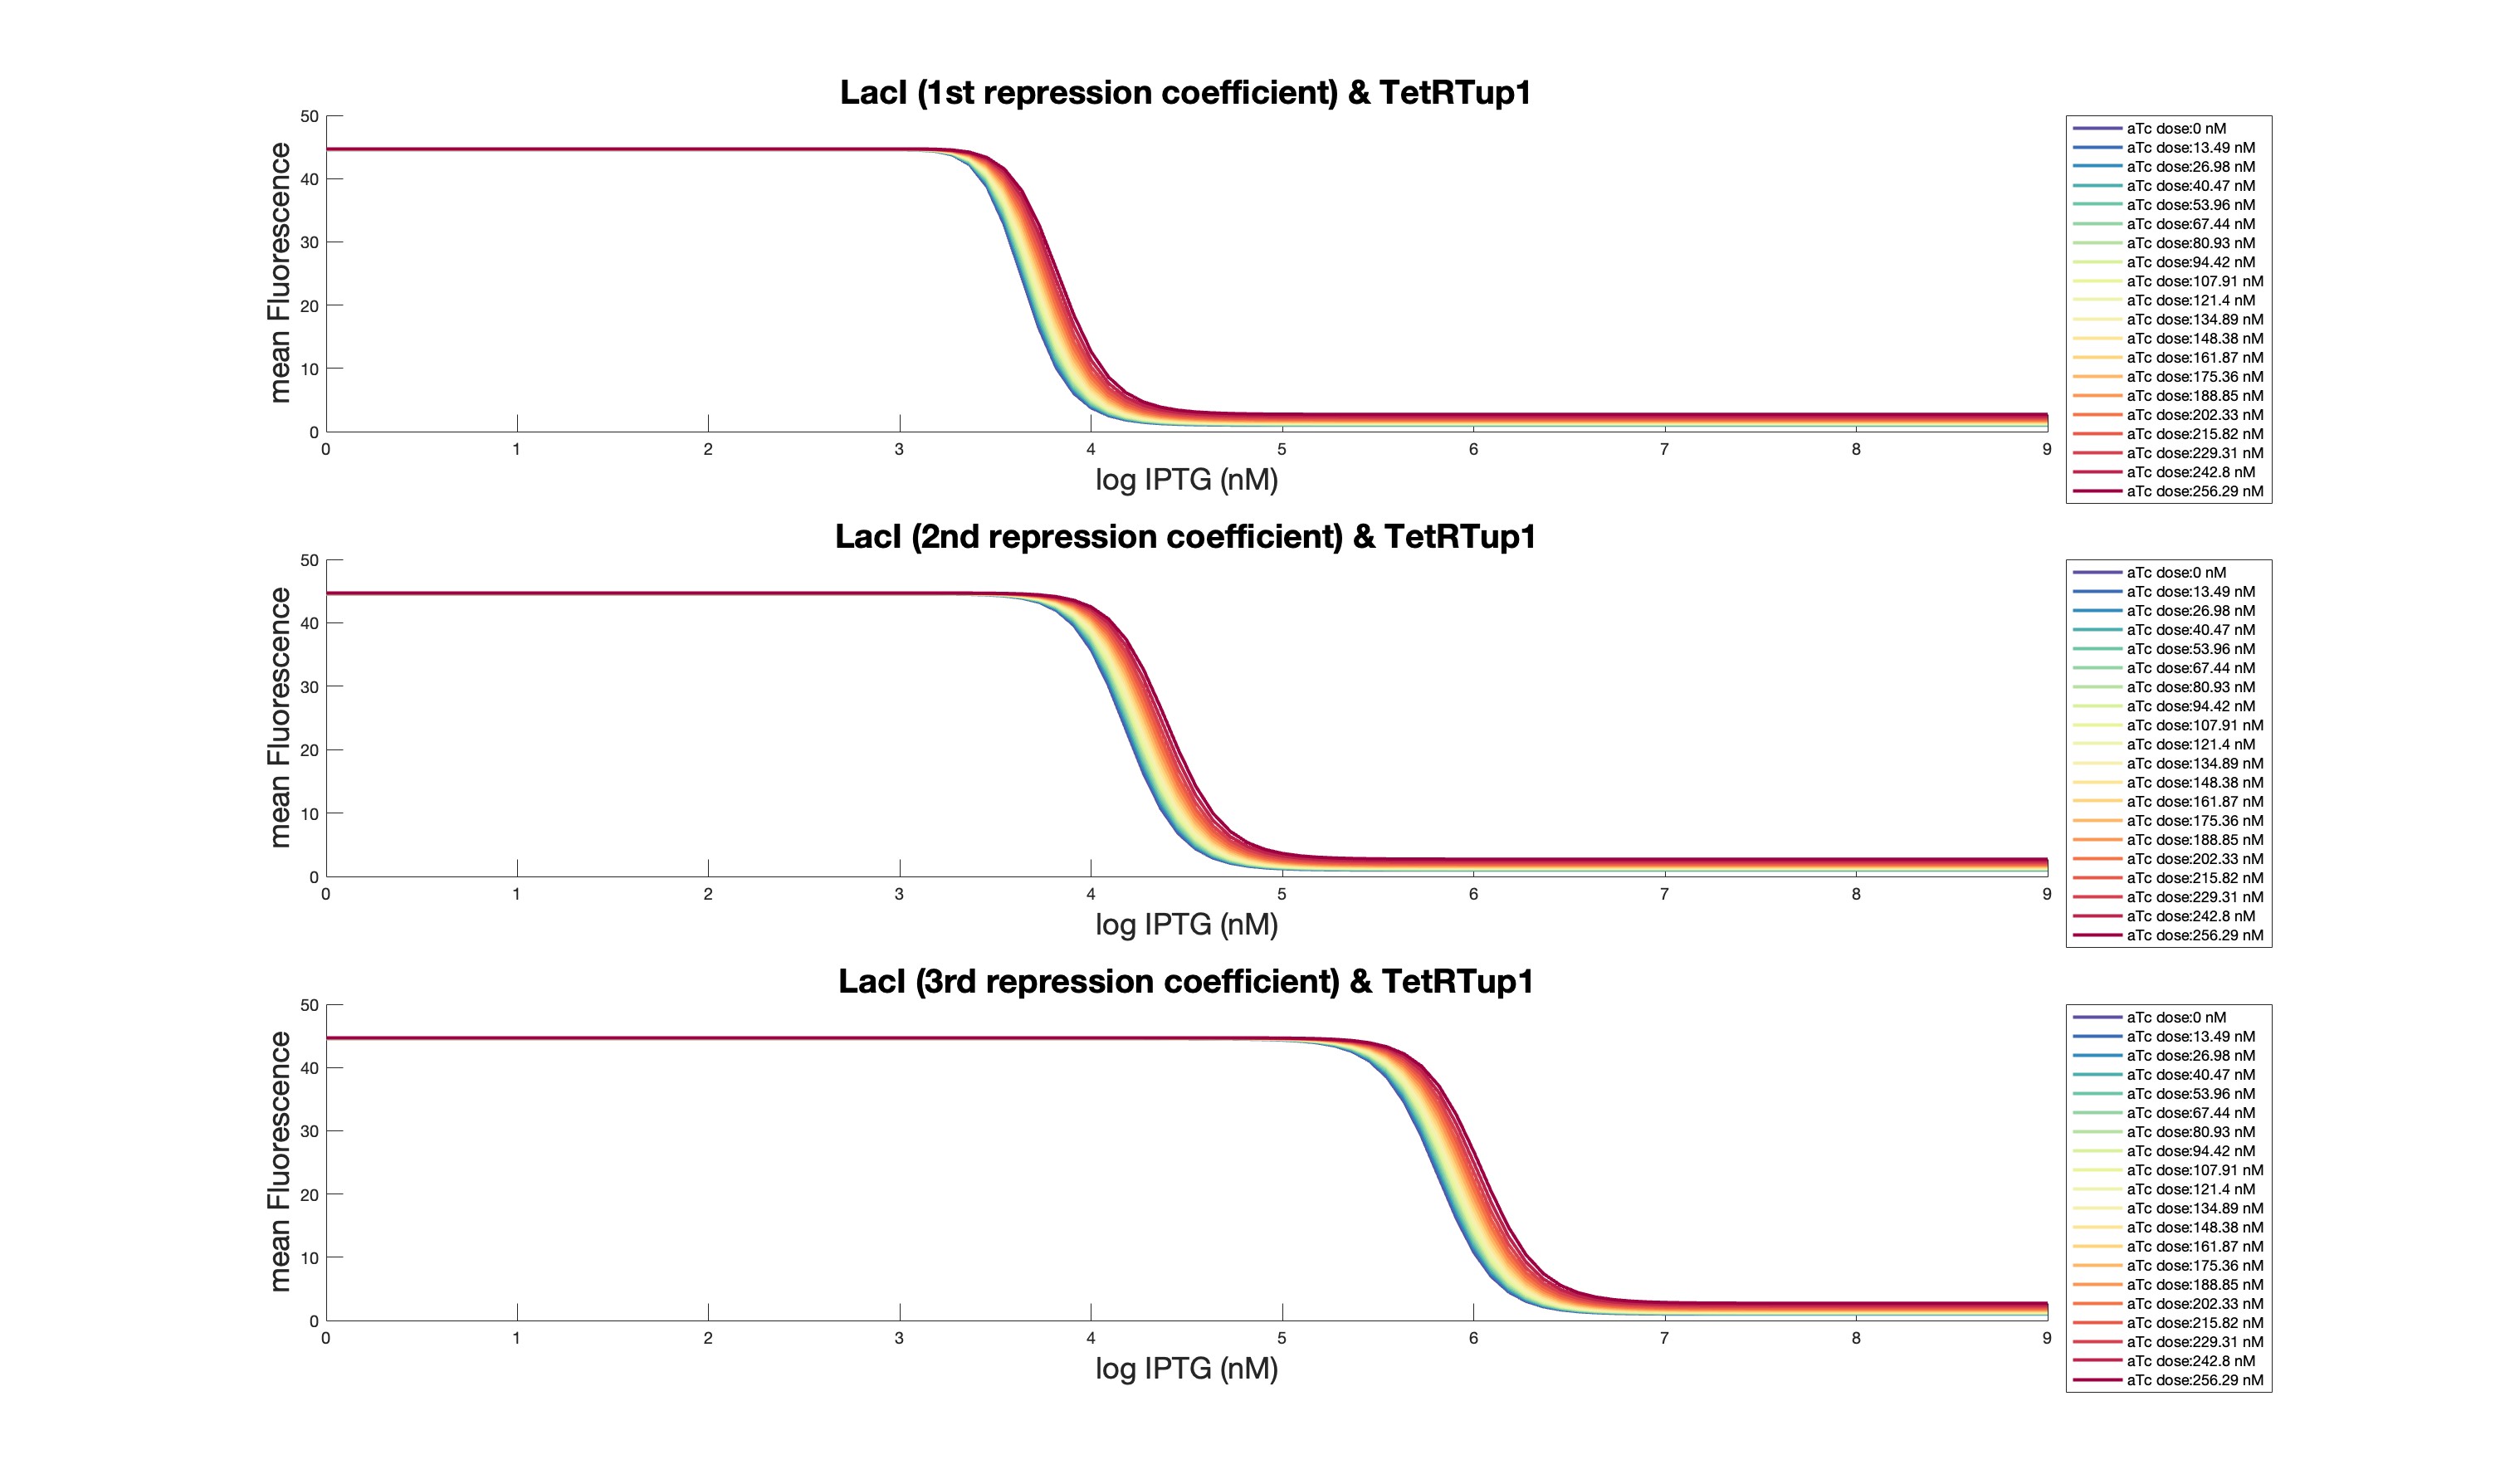 LacI (1st repression coefficient) & TetRTup1
50
40
30
20
10
0
mean Fluorescence
0 1 2 3 4 5 6 7 8 9
log IPTG (nM)
aTc dose:0 nM
aTc dose:13.49 nM
aTc dose:26.98 nM
aTc dose:40.47 nM
aTc dose:53.96 nM
aTc dose:67.44 nM
aTc dose:80.93 nM
aTc dose:94.42 nM
aTc dose:107.91 nM
aTc dose:121.4 nM
aTc dose:134.89 nM
aTc dose:148.38 nM
aTc dose:161.87 nM
aTc dose:175.36 nM
aTc dose:188.85 nM
aTc dose:202.33 nM
aTc dose:215.82 nM
aTc dose:229.31 nM
aTc dose:242.8 nM
aTc dose:256.29 nM
LacI (2nd repression coefficient) & TetRTup1
50
40
30
20
10
0
mean Fluorescence
0 1 2 3 4 5 6 7 8 9
log IPTG (nM)
aTc dose:0 nM
aTc dose:13.49 nM
aTc dose:26.98 nM
aTc dose:40.47 nM
aTc dose:53.96 nM
aTc dose:67.44 nM
aTc dose:80.93 nM
aTc dose:94.42 nM
aTc dose:107.91 nM
aTc dose:121.4 nM
aTc dose:134.89 nM
aTc dose:148.38 nM
aTc dose:161.87 nM
aTc dose:175.36 nM
aTc dose:188.85 nM
aTc dose:202.33 nM
aTc dose:215.82 nM
aTc dose:229.31 nM
aTc dose:242.8 nM
aTc dose:256.29 nM
LacI (3rd repression coefficient) & TetRTup1
50
40
30
20
10
0
mean Fluorescence
0 1 2 3 4 5 6 7 8 9
log IPTG (nM)
aTc dose:0 nM
aTc dose:13.49 nM
aTc dose:26.98 nM
aTc dose:40.47 nM
aTc dose:53.96 nM
aTc dose:67.44 nM
aTc dose:80.93 nM
aTc dose:94.42 nM
aTc dose:107.91 nM
aTc dose:121.4 nM
aTc dose:134.89 nM
aTc dose:148.38 nM
aTc dose:161.87 nM
aTc dose:175.36 nM
aTc dose:188.85 nM
aTc dose:202.33 nM
aTc dose:215.82 nM
aTc dose:229.31 nM
aTc dose:242.8 nM
aTc dose:256.29 nM